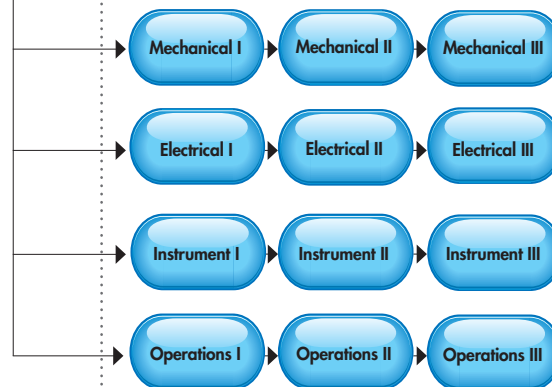 Mechanical I Mechanical II Mechanical III
Electrical I Electrical II Electrical III
Instrument I Instrument II Instrument III
Operations I Operations II Operations III